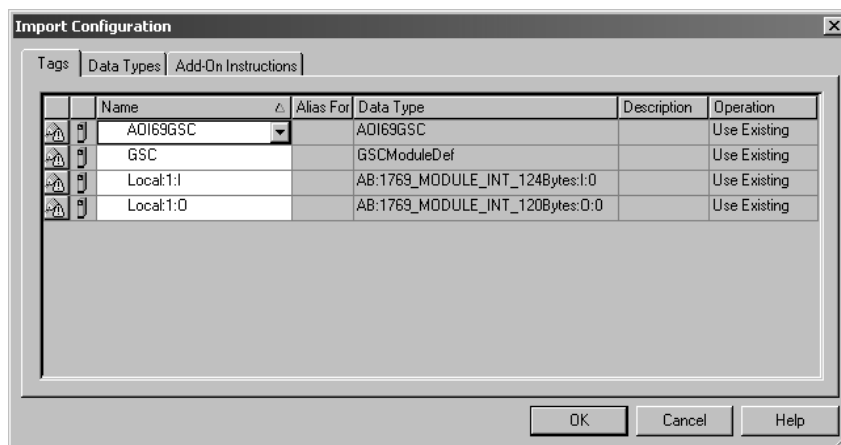 Import Configuration
Tags Data Types Add-On Instructions
Name Alias For Data Type Description Operation
AOI69GSC AOI69GSC Use Existing
GSC GSCModuleDef Use Existing
Local:1:I AB:1769_MODULE_INT_124Bytes:I:0 Use Existing
Local:1:O AB:1769_MODULE_INT_120Bytes:O:0 Use Existing
OK Cancel Help